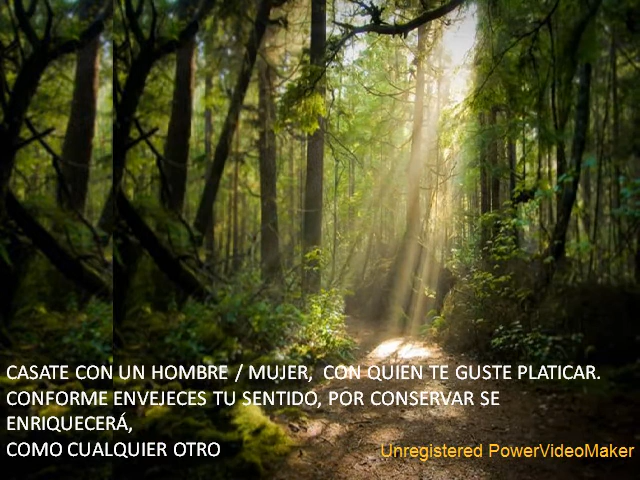 CASATE CON UN HOMBRE / MUJER, CON QUIEN TE GUSTE PLATICAR.
CONFORME ENVEJECES TU SENTIDO, POR CONSERVAR SE
ENRIQUECERÁ,
COMO CUALQUIER OTRO
Unregistered PowerVideoMaker